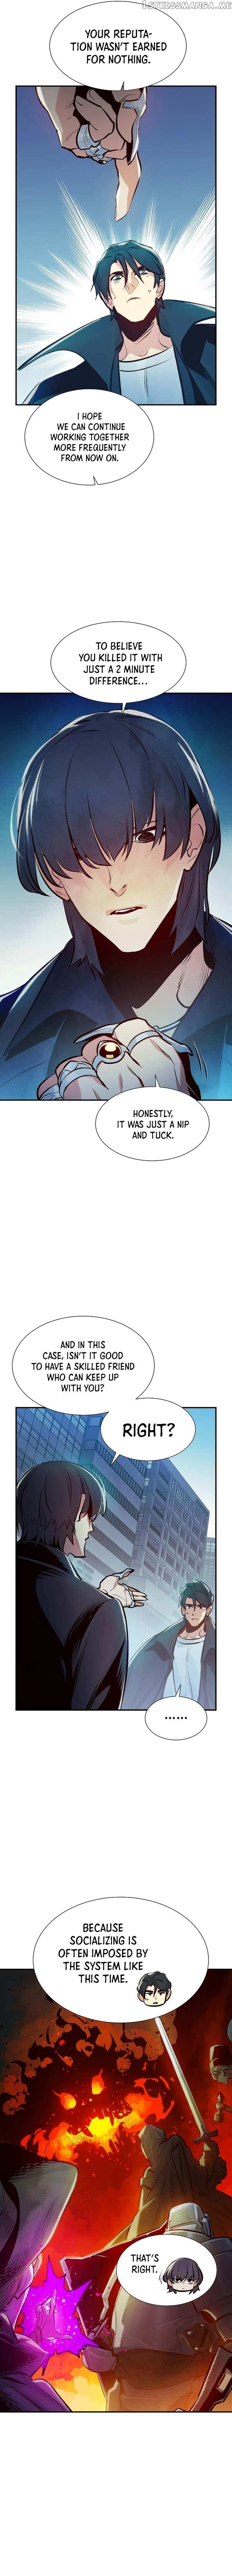 1STKISSMANGA.ME
YOUR REPUTA-
TION WASN'T EARNED
FOR NOTHING.
I HOPE
WE CAN CONTINUE
WORKING TOGETHER
MORE FREQUENTLY
FROM NOW ON.
TO BELIEVE
YOU KILLED IT WITH
JUST A 2 MINUTE
DIFFERENCE...
HONESTLY,
IT WAS JUST A NIP
AND TUCK.
AND IN THIS
CASE, ISN'T IT GOOD
TO HAVE A SKILLED FRIEND
WHO CAN KEEP UP
WITH YOU?
RIGHT?
......
BECAUSE
SOCIALIZING IS
OFTEN IMPOSED BY
THE SYSTEM LIKE
THIS TIME.
THAT'S
RIGHT.